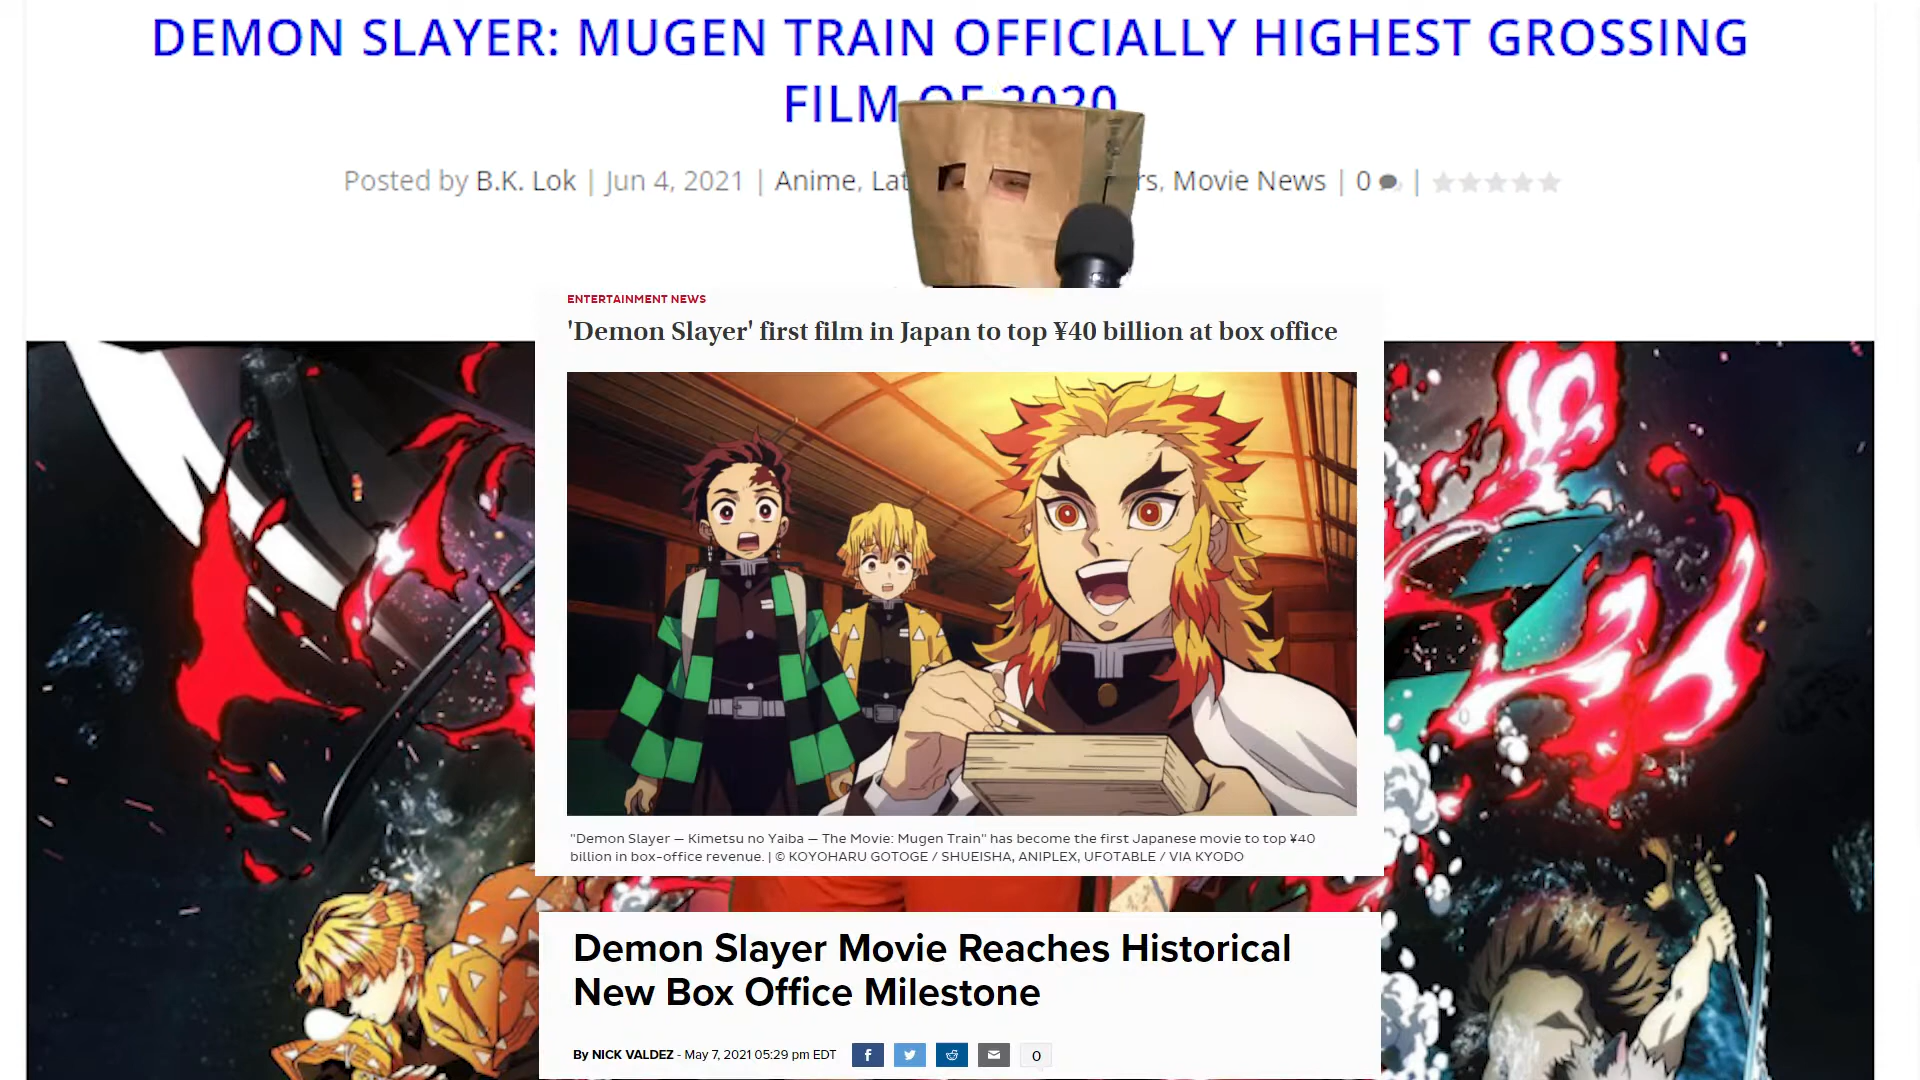 DEMON SLAYER: MUGEN TRAIN OFFICIALLY HIGHEST GROSSING
FILM OF 2020
Posted by B.K. Lok | Jun 4, 2021 | Anime, Movie News | 0
ENTERTAINMENT NEWS
'Demon Slayer' first film in Japan to top ¥40 billion at box office
"Demon Slayer — Kimetsu no Yaiba — The Movie: Mugen Train" has become the first Japanese movie to top ¥40
billion in box-office revenue. | © KOYOHARU GOTOGE / SHUEISHA, ANIPLEX, UFOTABLE / VIA KYODO
Demon Slayer Movie Reaches Historical
New Box Office Milestone
By NICK VALDEZ - May 7, 2021 05:29 pm EDT
0